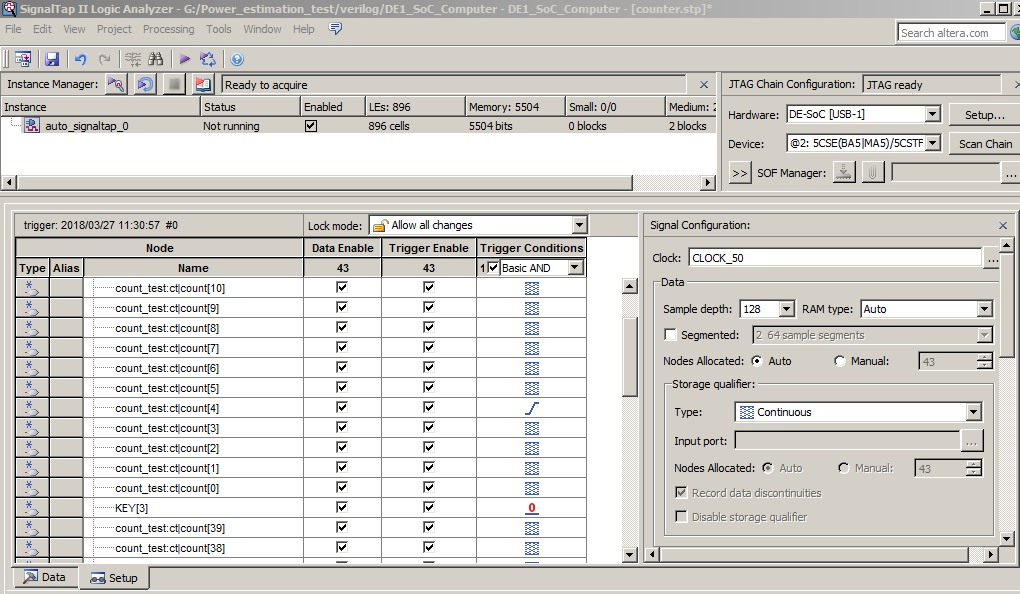 SignalTap II Logic Analyzer - G:/Power_estimation_test/verilog/DE1_SoC_Computer - DE1_SoC_Computer - [counter.stp]*
File Edit View Project Processing Tools Window Help
Search altera.com
Instance Manager: Ready to acquire
JTAG Chain Configuration: JTAG ready
Instance Status Enabled LEs: 896 Memory: 5504 Small: 0/0 Medium: 2
auto_signaltap_0 Not running 896 cells 5504 bits 0 blocks 2 blocks
Hardware: DE-SoC [USB-1] Setup...
Device: @2: 5CSE(BA5|MA5)/5CSTF Scan Chain
>> SOF Manager: ...
trigger: 2018/03/27 11:30:57 #0 Lock mode: Allow all changes
Node Data Enable Trigger Enable Trigger Conditions
Type Alias Name 43 43 1 Basic AND
count_test:ct|count[10]
count_test:ct|count[9]
count_test:ct|count[8]
count_test:ct|count[7]
count_test:ct|count[6]
count_test:ct|count[5]
count_test:ct|count[4]
count_test:ct|count[3]
count_test:ct|count[2]
count_test:ct|count[1]
count_test:ct|count[0]
KEY[3] 0
count_test:ct|count[39]
count_test:ct|count[38]
Data Setup
Signal Configuration:
Clock: CLOCK_50 ...
Data
Sample depth: 128 RAM type: Auto
Segmented: 2 64 sample segments
Nodes Allocated: Auto Manual: 43
Storage qualifier:
Type: Continuous
Input port: ...
Nodes Allocated: Auto Manual: 43
Record data discontinuities
Disable storage qualifier